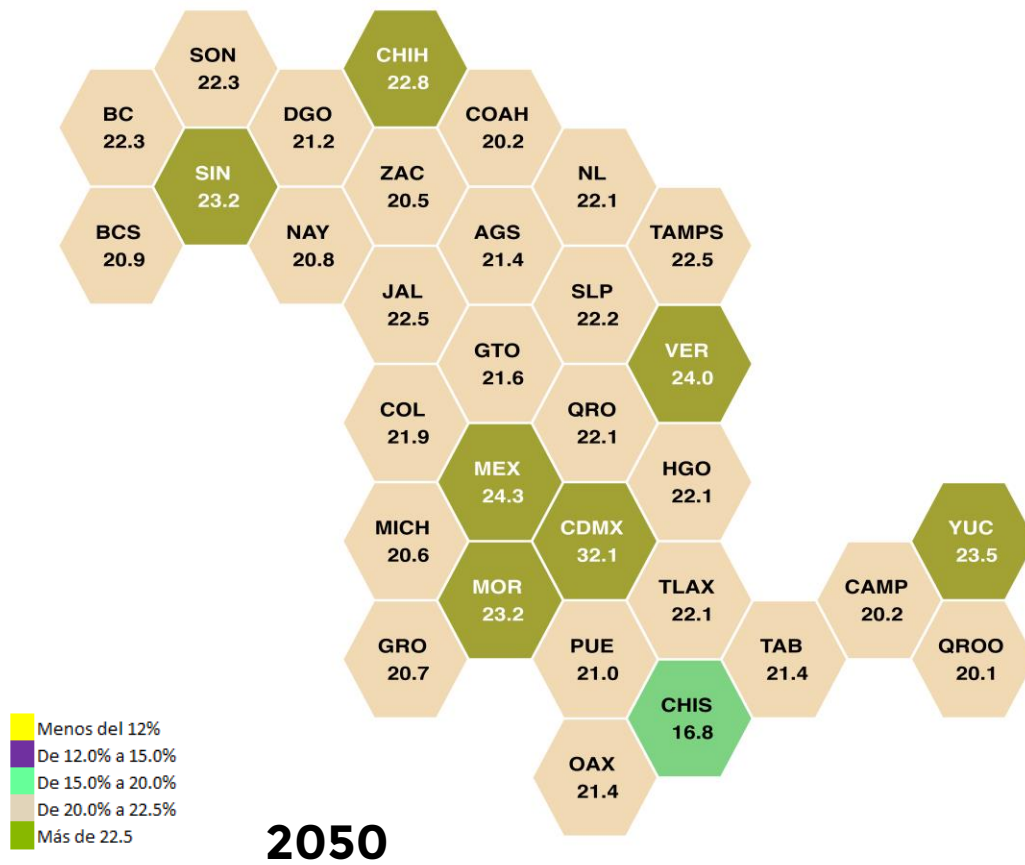 SON
22.3
CHIH
22.8
BC
22.3
DGO
21.2
COAH
20.2
SIN
23.2
ZAC
20.5
NL
22.1
BCS
20.9
NAY
20.8
AGS
21.4
TAMPS
22.5
JAL
22.5
SLP
22.2
GTO
21.6
VER
24.0
COL
21.9
QRO
22.1
MEX
24.3
HGO
22.1
MICH
20.6
CDMX
32.1
YUC
23.5
MOR
23.2
TLAX
22.1
CAMP
20.2
GRO
20.7
PUE
21.0
TAB
21.4
QROO
20.1
CHIS
16.8
OAX
21.4
Menos del 12%
De 12.0% a 15.0%
De 15.0% a 20.0%
De 20.0% a 22.5%
Más de 22.5
2050